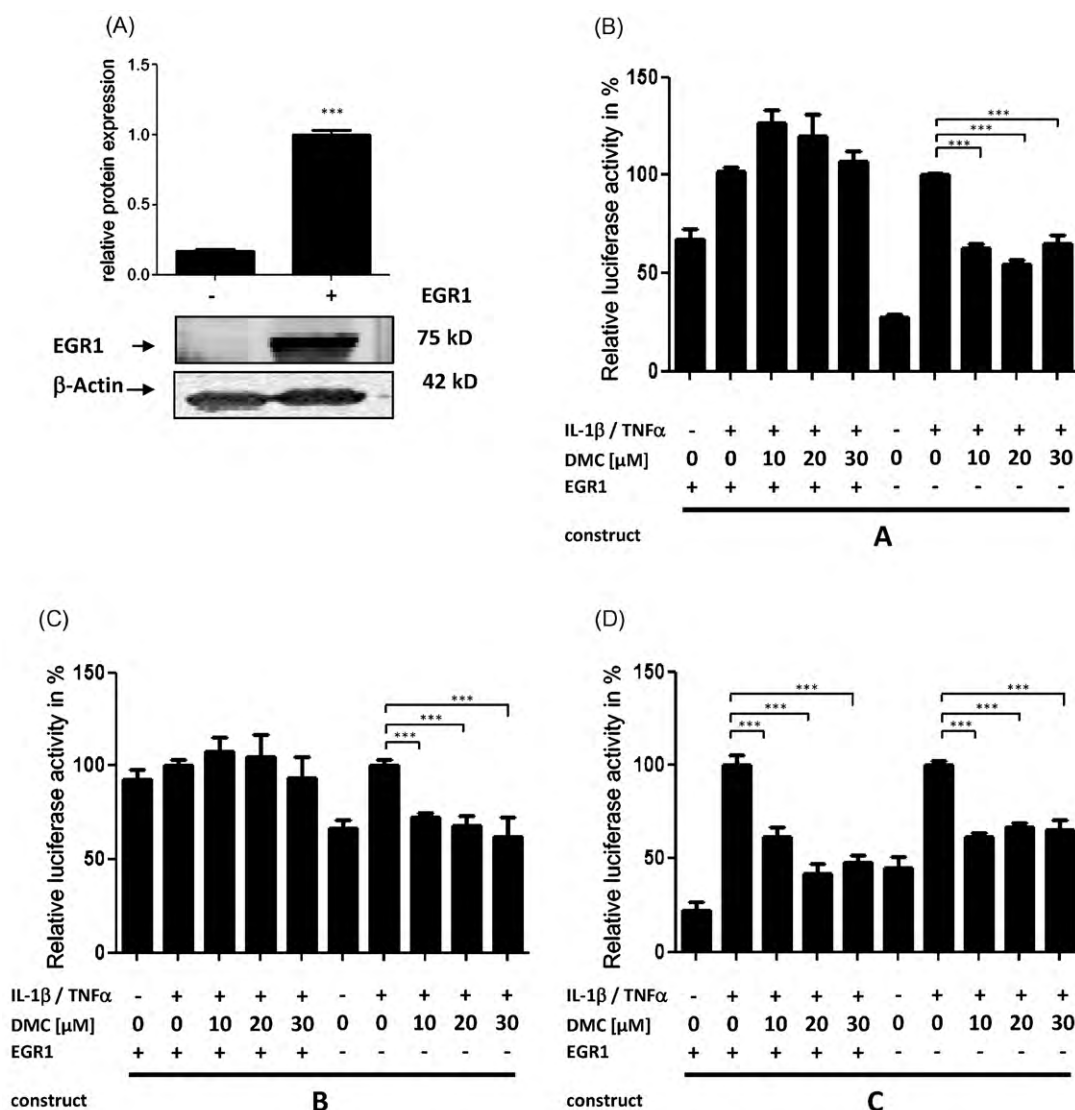 (A)
relative protein expression
1.5
1.0
0.5
0.0
***
- + EGR1
EGR1 75 kD
β-Actin 42 kD
(B)
Relative luciferase activity in %
150
100
50
0
***
***
***
IL-1β / TNFα - + + + + - + + + +
DMC [µM] 0 0 10 20 30 0 0 10 20 30
EGR1 + + + + + - - - - -
construct A
(C)
Relative luciferase activity in %
150
100
50
0
***
***
***
IL-1β / TNFα - + + + + - + + + +
DMC [µM] 0 0 10 20 30 0 0 10 20 30
EGR1 + + + + + - - - - -
construct B
(D)
Relative luciferase activity in %
150
100
50
0
***
***
***
***
***
***
IL-1β / TNFα - + + + + - + + + +
DMC [µM] 0 0 10 20 30 0 0 10 20 30
EGR1 + + + + + - - - - -
construct C